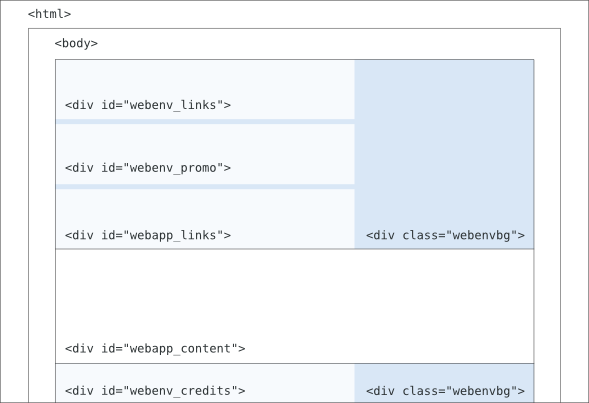 <html>
<body>
<div id="webenv_links">
<div id="webenv_promo">
<div id="webapp_links">
<div class="webenvbg">
<div id="webapp_content">
<div id="webenv_credits">
<div class="webenvbg">